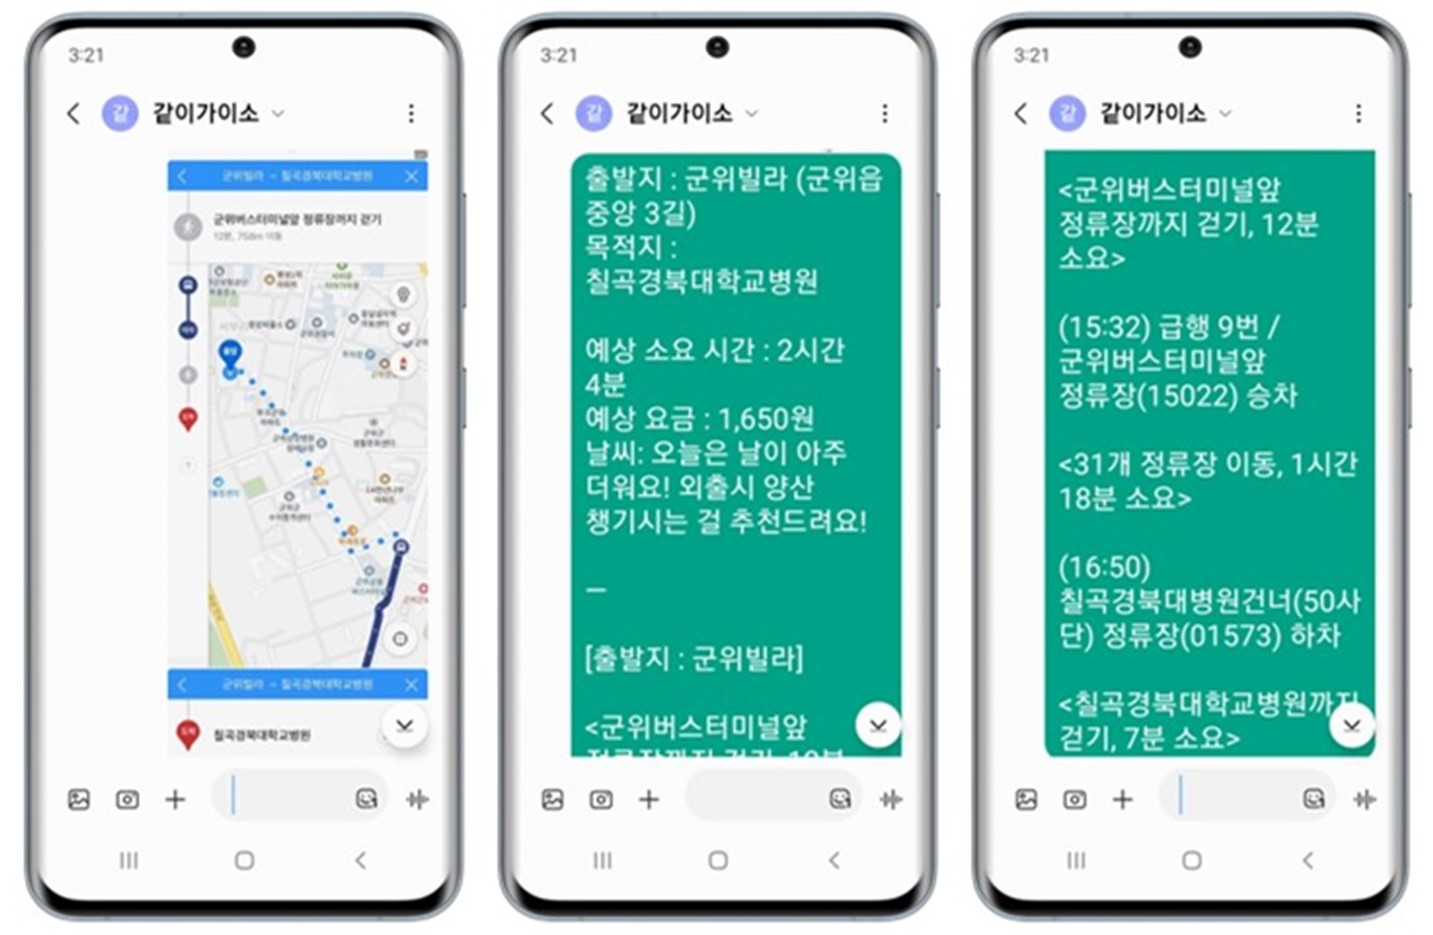 3:21
같 같이가이소
군위빌라 → 칠곡경북대학교병원
군위버스터미널앞 정류장까지 걷기
12분, 758m 이동
군위빌라 → 칠곡경북대학교병원
칠곡경북대학교병원
3:21
같 같이가이소
출발지 : 군위빌라 (군위읍
중앙 3길)
목적지 :
칠곡경북대학교병원
예상 소요 시간 : 2시간
4분
예상 요금 : 1,650원
날씨: 오늘은 날이 아주
더워요! 외출시 양산
챙기시는 걸 추천드려요!
—
[출발지 : 군위빌라]
<군위버스터미널앞
정류장까지 걷기, 12분
3:21
같 같이가이소
<군위버스터미널앞
정류장까지 걷기, 12분
소요>
(15:32) 급행 9번 /
군위버스터미널앞
정류장(15022) 승차
<31개 정류장 이동, 1시간
18분 소요>
(16:50)
칠곡경북대병원건너(50사
단) 정류장(01573) 하차
<칠곡경북대학교병원까지
걷기, 7분 소요>